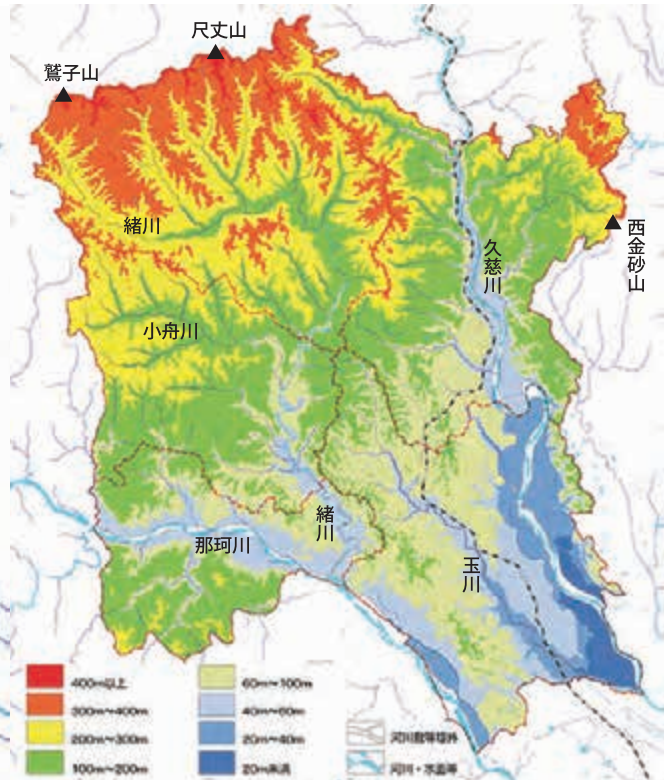 尺丈山
鷲子山
緒川
久慈川
西金砂山
小舟川
緒川
那珂川
玉川
400m以上
300m〜400m
200m〜300m
100m〜200m
60m〜100m
40m〜60m
20m〜40m
20m未満
河川・水面等